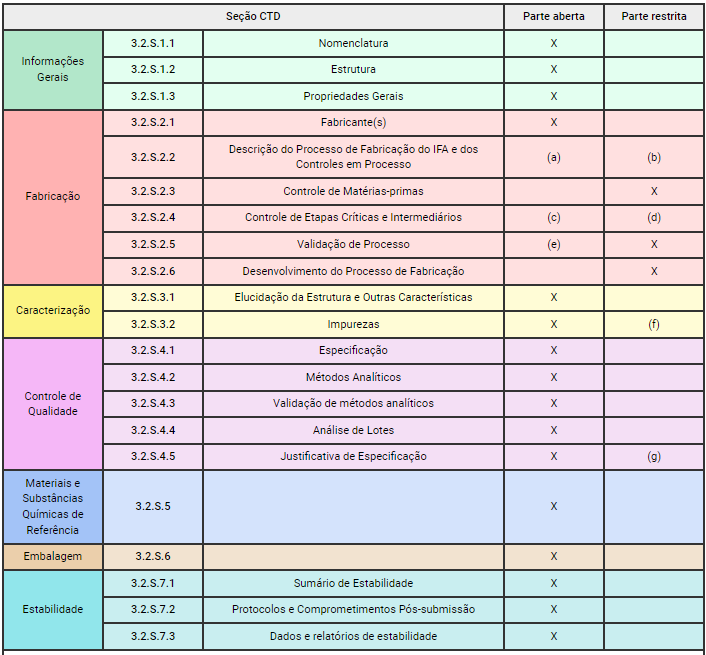 Seção CTD Parte aberta Parte restrita
Informações Gerais
3.2.S.1.1 Nomenclatura X
3.2.S.1.2 Estrutura X
3.2.S.1.3 Propriedades Gerais X
Fabricação
3.2.S.2.1 Fabricante(s) X
3.2.S.2.2 Descrição do Processo de Fabricação do IFA e dos
Controles em Processo (a) (b)
3.2.S.2.3 Controle de Matérias-primas X
3.2.S.2.4 Controle de Etapas Críticas e Intermediários (c) (d)
3.2.S.2.5 Validação de Processo (e) X
3.2.S.2.6 Desenvolvimento do Processo de Fabricação X
Caracterização
3.2.S.3.1 Elucidação da Estrutura e Outras Características X
3.2.S.3.2 Impurezas X (f)
Controle de
Qualidade
3.2.S.4.1 Especificação X
3.2.S.4.2 Métodos Analíticos X
3.2.S.4.3 Validação de métodos analíticos X
3.2.S.4.4 Análise de Lotes X
3.2.S.4.5 Justificativa de Especificação X (g)
Materiais e
Substâncias
Químicas de
Referência
3.2.S.5 X
Embalagem 3.2.S.6 X
Estabilidade
3.2.S.7.1 Sumário de Estabilidade X
3.2.S.7.2 Protocolos e Comprometimentos Pós-submissão X
3.2.S.7.3 Dados e relatórios de estabilidade X